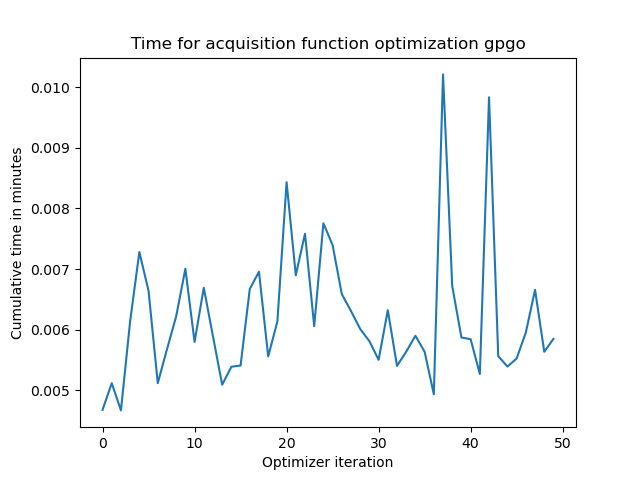 Time for acquisition function optimization gpgo
0.010
0.009
0.008
0.007
0.006
0.005
Cumulative time in minutes
0 10 20 30 40 50
Optimizer iteration